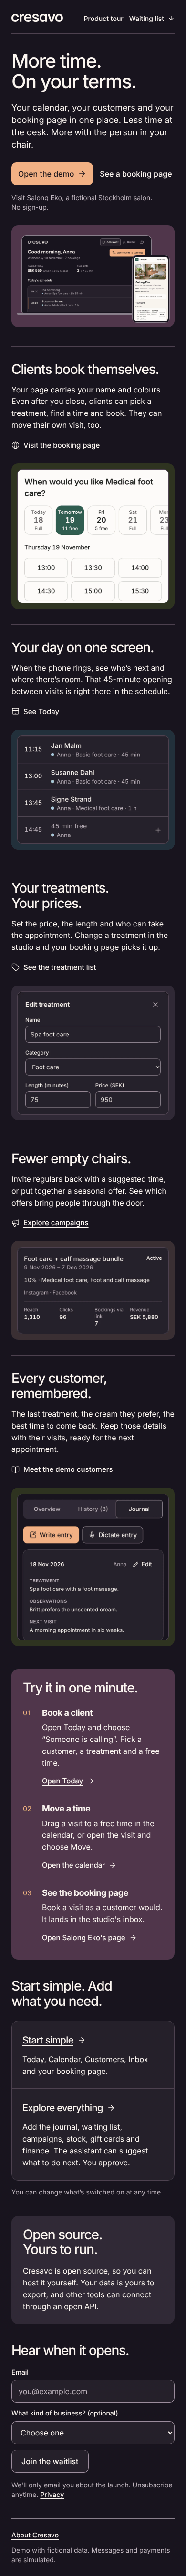 cresavo
Product tour
Waiting list ↓
More time.
On your terms.
Your calendar, your customers and your
booking page in one place. Less time at
the desk. More with the person in your
chair.
Open the demo →
See a booking page
Visit Salong Eko, a fictional Stockholm salon.
No sign-up.
cresavo
Good morning, Anna
Today's schedule
Clients book themselves.
Your page carries your name and colours.
Even after you close, clients can pick a
treatment, find a time and book. They can
move their own visit, too.
Visit the booking page
When would you like Medical foot
care?
Today
18
Full
Tomorrow
19
11 free
Fri
20
5 free
Sat
21
Full
Mon
23
Full
Thursday 19 November
13:00
13:30
14:00
14:30
15:00
15:30
Your day on one screen.
When the phone rings, see who's next and
where there's room. That 45-minute opening
between visits is right there in the schedule.
See Today
11:15
Jan Malm
Anna · Basic foot care · 45 min
13:00
Susanne Dahl
Anna · Basic foot care · 45 min
13:45
Signe Strand
Anna · Medical foot care · 1 h
14:45
45 min free
Anna
+
Your treatments.
Your prices.
Set the price, the length and who can take
the appointment. Change a treatment in the
studio and your booking page picks it up.
See the treatment list
Edit treatment
Name
Spa foot care
Category
Foot care
Length (minutes)
Price (SEK)
75
950
Fewer empty chairs.
Invite regulars back with a suggested time,
or put together a seasonal offer. See which
offers bring people through the door.
Explore campaigns
Foot care + calf massage bundle
Active
9 Nov 2026 – 7 Dec 2026
10% · Medical foot care, Foot and calf massage
Instagram · Facebook
Reach
1,310
Clicks
96
Bookings via
link
7
Revenue
SEK 5,880
Every customer,
remembered.
The last treatment, the cream they prefer, the
best time to come back. Keep those details
with their visits, ready for the next
appointment.
Meet the demo customers
Overview
History (8)
Journal
Write entry
Dictate entry
18 Nov 2026
Anna
Edit
TREATMENT
Spa foot care with a foot massage.
OBSERVATIONS
Britt prefers the unscented cream.
NEXT VISIT
A morning appointment in six weeks.
Try it in one minute.
01
Book a client
Open Today and choose
“Someone is calling”. Pick a
customer, a treatment and a free
time.
Open Today →
02
Move a time
Drag a visit to a free time in the
calendar, or open the visit and
choose Move.
Open the calendar →
03
See the booking page
Book a visit as a customer would.
It lands in the studio's inbox.
Open Salong Eko's page →
Start simple. Add
what you need.
Start simple →
Today, Calendar, Customers, Inbox
and your booking page.
Explore everything →
Add the journal, waiting list,
campaigns, stock, gift cards and
finance. The assistant can suggest
what to do next. You approve.
You can change what's switched on at any time.
Open source.
Yours to run.
Cresavo is open source, so you can
host it yourself. Your data is yours to
export, and other tools can connect
through an open API.
Hear when it opens.
Email
you@example.com
What kind of business? (optional)
Choose one
Join the waitlist
We'll only email you about the launch. Unsubscribe
anytime. Privacy
About Cresavo
Demo with fictional data. Messages and payments
are simulated.